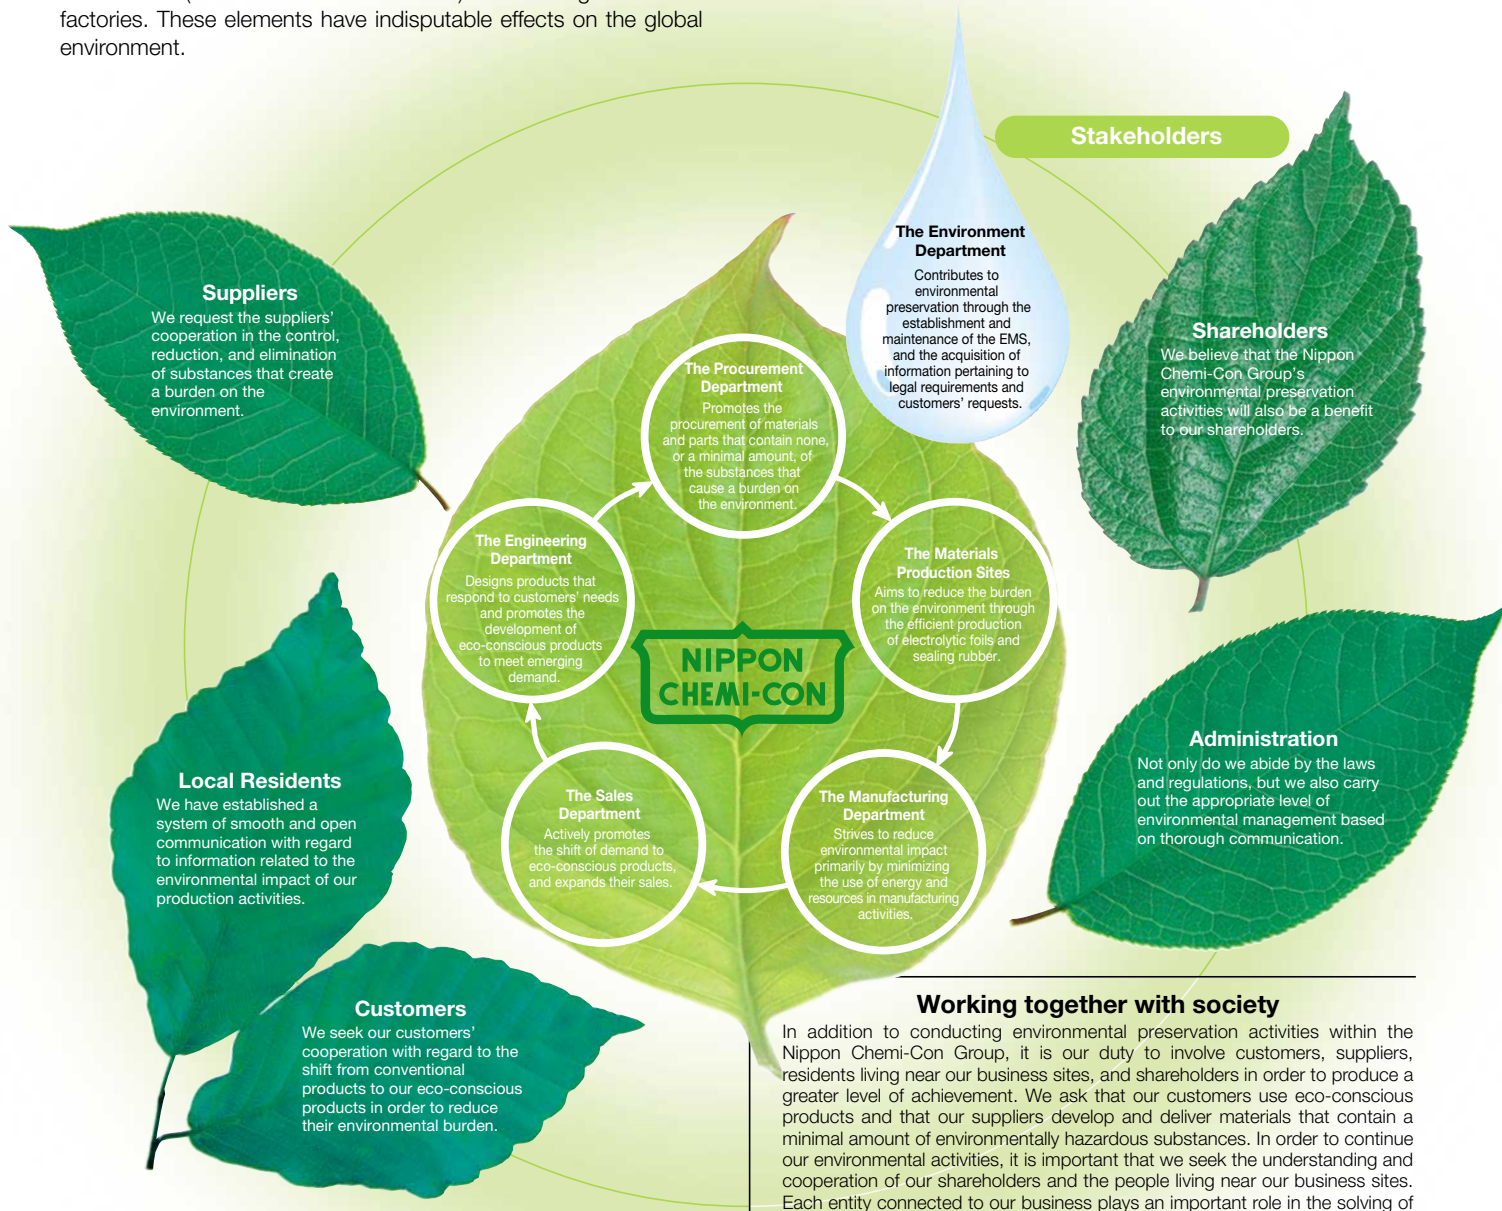 factories. These elements have indisputable effects on the global
environment.
Stakeholders
The Environment
Department
Contributes to
environmental
preservation through the
establishment and
maintenance of the EMS,
and the acquisition of
information pertaining to
legal requirements and
customers' requests.
Suppliers
We request the suppliers'
cooperation in the control,
reduction, and elimination
of substances that create
a burden on the
environment.
Shareholders
We believe that the Nippon
Chemi-Con Group's
environmental preservation
activities will also be a benefit
to our shareholders.
The Procurement
Department
Promotes the
procurement of materials
and parts that contain none,
or a minimal amount, of
the substances that
cause a burden on
the environment.
The Engineering
Department
Designs products that
respond to customers' needs
and promotes the
development of
eco-conscious products
to meet emerging
demand.
The Materials
Production Sites
Aims to reduce the burden
on the environment through
the efficient production
of electrolytic foils and
sealing rubber.
NIPPON
CHEMI-CON
Local Residents
We have established a
system of smooth and open
communication with regard
to information related to the
environmental impact of our
production activities.
The Sales
Department
Actively promotes
the shift of demand to
eco-conscious products,
and expands their sales.
The Manufacturing
Department
Strives to reduce
environmental impact
primarily by minimizing
the use of energy and
resources in manufacturing
activities.
Administration
Not only do we abide by the laws
and regulations, but we also carry
out the appropriate level of
environmental management based
on thorough communication.
Customers
We seek our customers'
cooperation with regard to the
shift from conventional
products to our eco-conscious
products in order to reduce
their environmental burden.
Working together with society
In addition to conducting environmental preservation activities within the
Nippon Chemi-Con Group, it is our duty to involve customers, suppliers,
residents living near our business sites, and shareholders in order to produce a
greater level of achievement. We ask that our customers use eco-conscious
products and that our suppliers develop and deliver materials that contain a
minimal amount of environmentally hazardous substances. In order to continue
our environmental activities, it is important that we seek the understanding and
cooperation of our shareholders and the people living near our business sites.
Each entity connected to our business plays an important role in the solving of